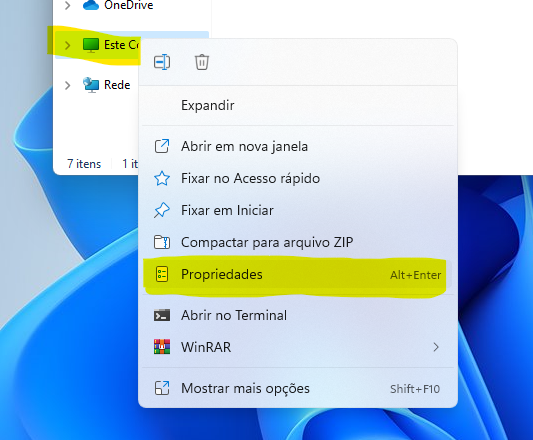 OneDrive
Este Co
Rede
7 itens 1 it
Expandir
Abrir em nova janela
Fixar no Acesso rápido
Fixar em Iniciar
Compactar para arquivo ZIP
Propriedades Alt+Enter
Abrir no Terminal
WinRAR
Mostrar mais opções Shift+F10